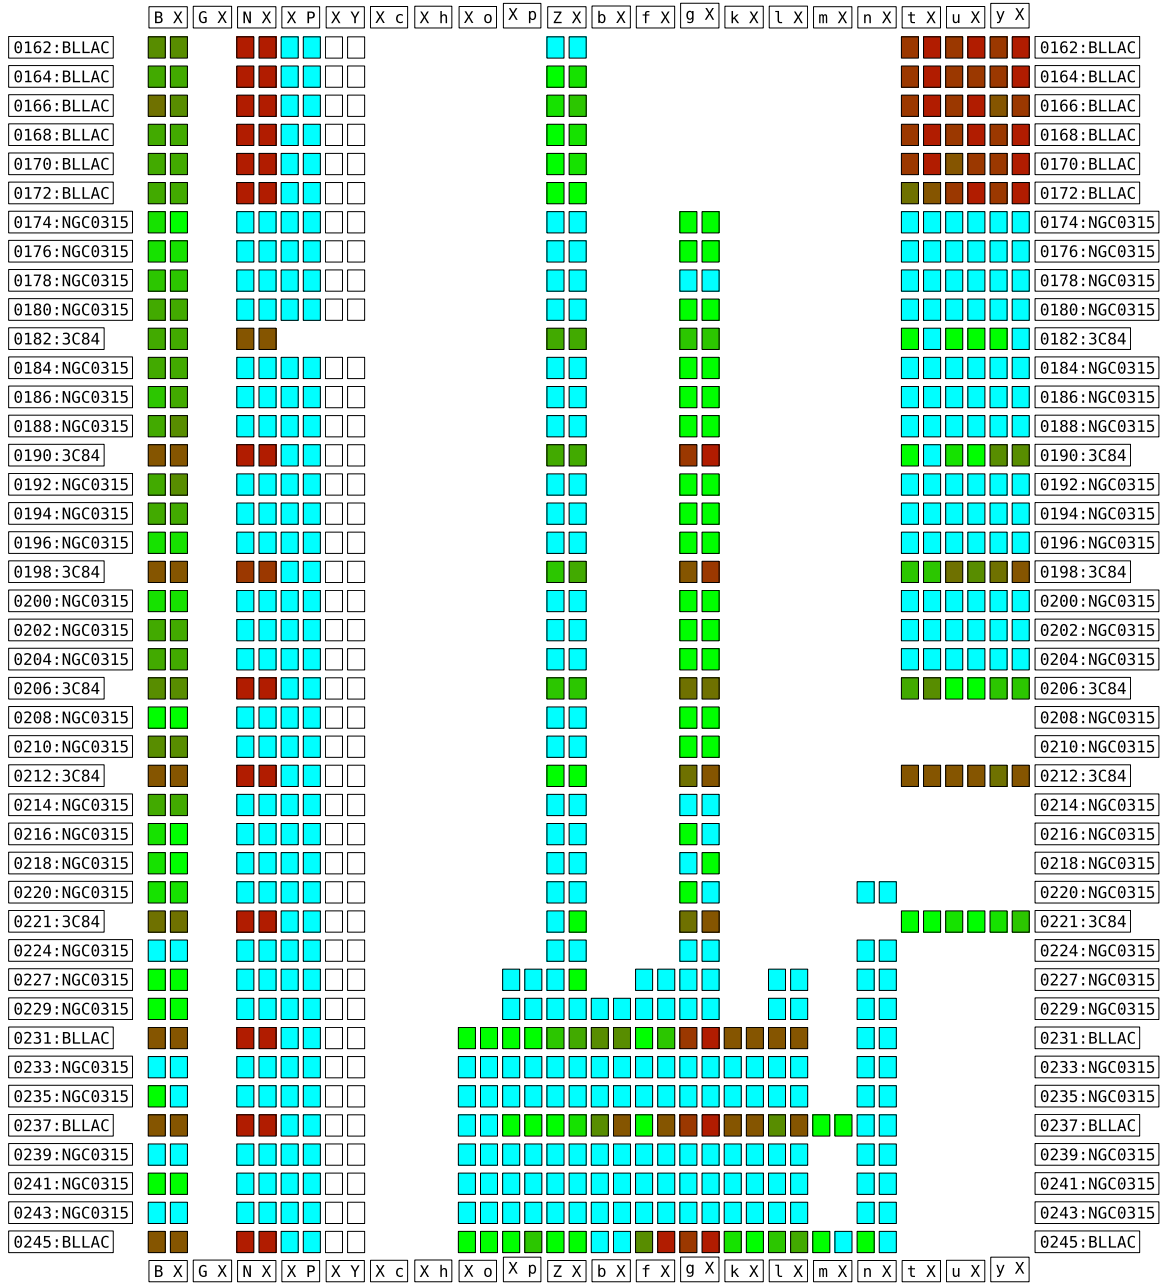 B X G X N X X P X Y X c X h X o X p Z X b X f X g X k X l X m X n X t X u X y X
0162:BLLAC 0162:BLLAC
0164:BLLAC 0164:BLLAC
0166:BLLAC 0166:BLLAC
0168:BLLAC 0168:BLLAC
0170:BLLAC 0170:BLLAC
0172:BLLAC 0172:BLLAC
0174:NGC0315 0174:NGC0315
0176:NGC0315 0176:NGC0315
0178:NGC0315 0178:NGC0315
0180:NGC0315 0180:NGC0315
0182:3C84 0182:3C84
0184:NGC0315 0184:NGC0315
0186:NGC0315 0186:NGC0315
0188:NGC0315 0188:NGC0315
0190:3C84 0190:3C84
0192:NGC0315 0192:NGC0315
0194:NGC0315 0194:NGC0315
0196:NGC0315 0196:NGC0315
0198:3C84 0198:3C84
0200:NGC0315 0200:NGC0315
0202:NGC0315 0202:NGC0315
0204:NGC0315 0204:NGC0315
0206:3C84 0206:3C84
0208:NGC0315 0208:NGC0315
0210:NGC0315 0210:NGC0315
0212:3C84 0212:3C84
0214:NGC0315 0214:NGC0315
0216:NGC0315 0216:NGC0315
0218:NGC0315 0218:NGC0315
0220:NGC0315 0220:NGC0315
0221:3C84 0221:3C84
0224:NGC0315 0224:NGC0315
0227:NGC0315 0227:NGC0315
0229:NGC0315 0229:NGC0315
0231:BLLAC 0231:BLLAC
0233:NGC0315 0233:NGC0315
0235:NGC0315 0235:NGC0315
0237:BLLAC 0237:BLLAC
0239:NGC0315 0239:NGC0315
0241:NGC0315 0241:NGC0315
0243:NGC0315 0243:NGC0315
0245:BLLAC 0245:BLLAC
B X G X N X X P X Y X c X h X o X p Z X b X f X g X k X l X m X n X t X u X y X